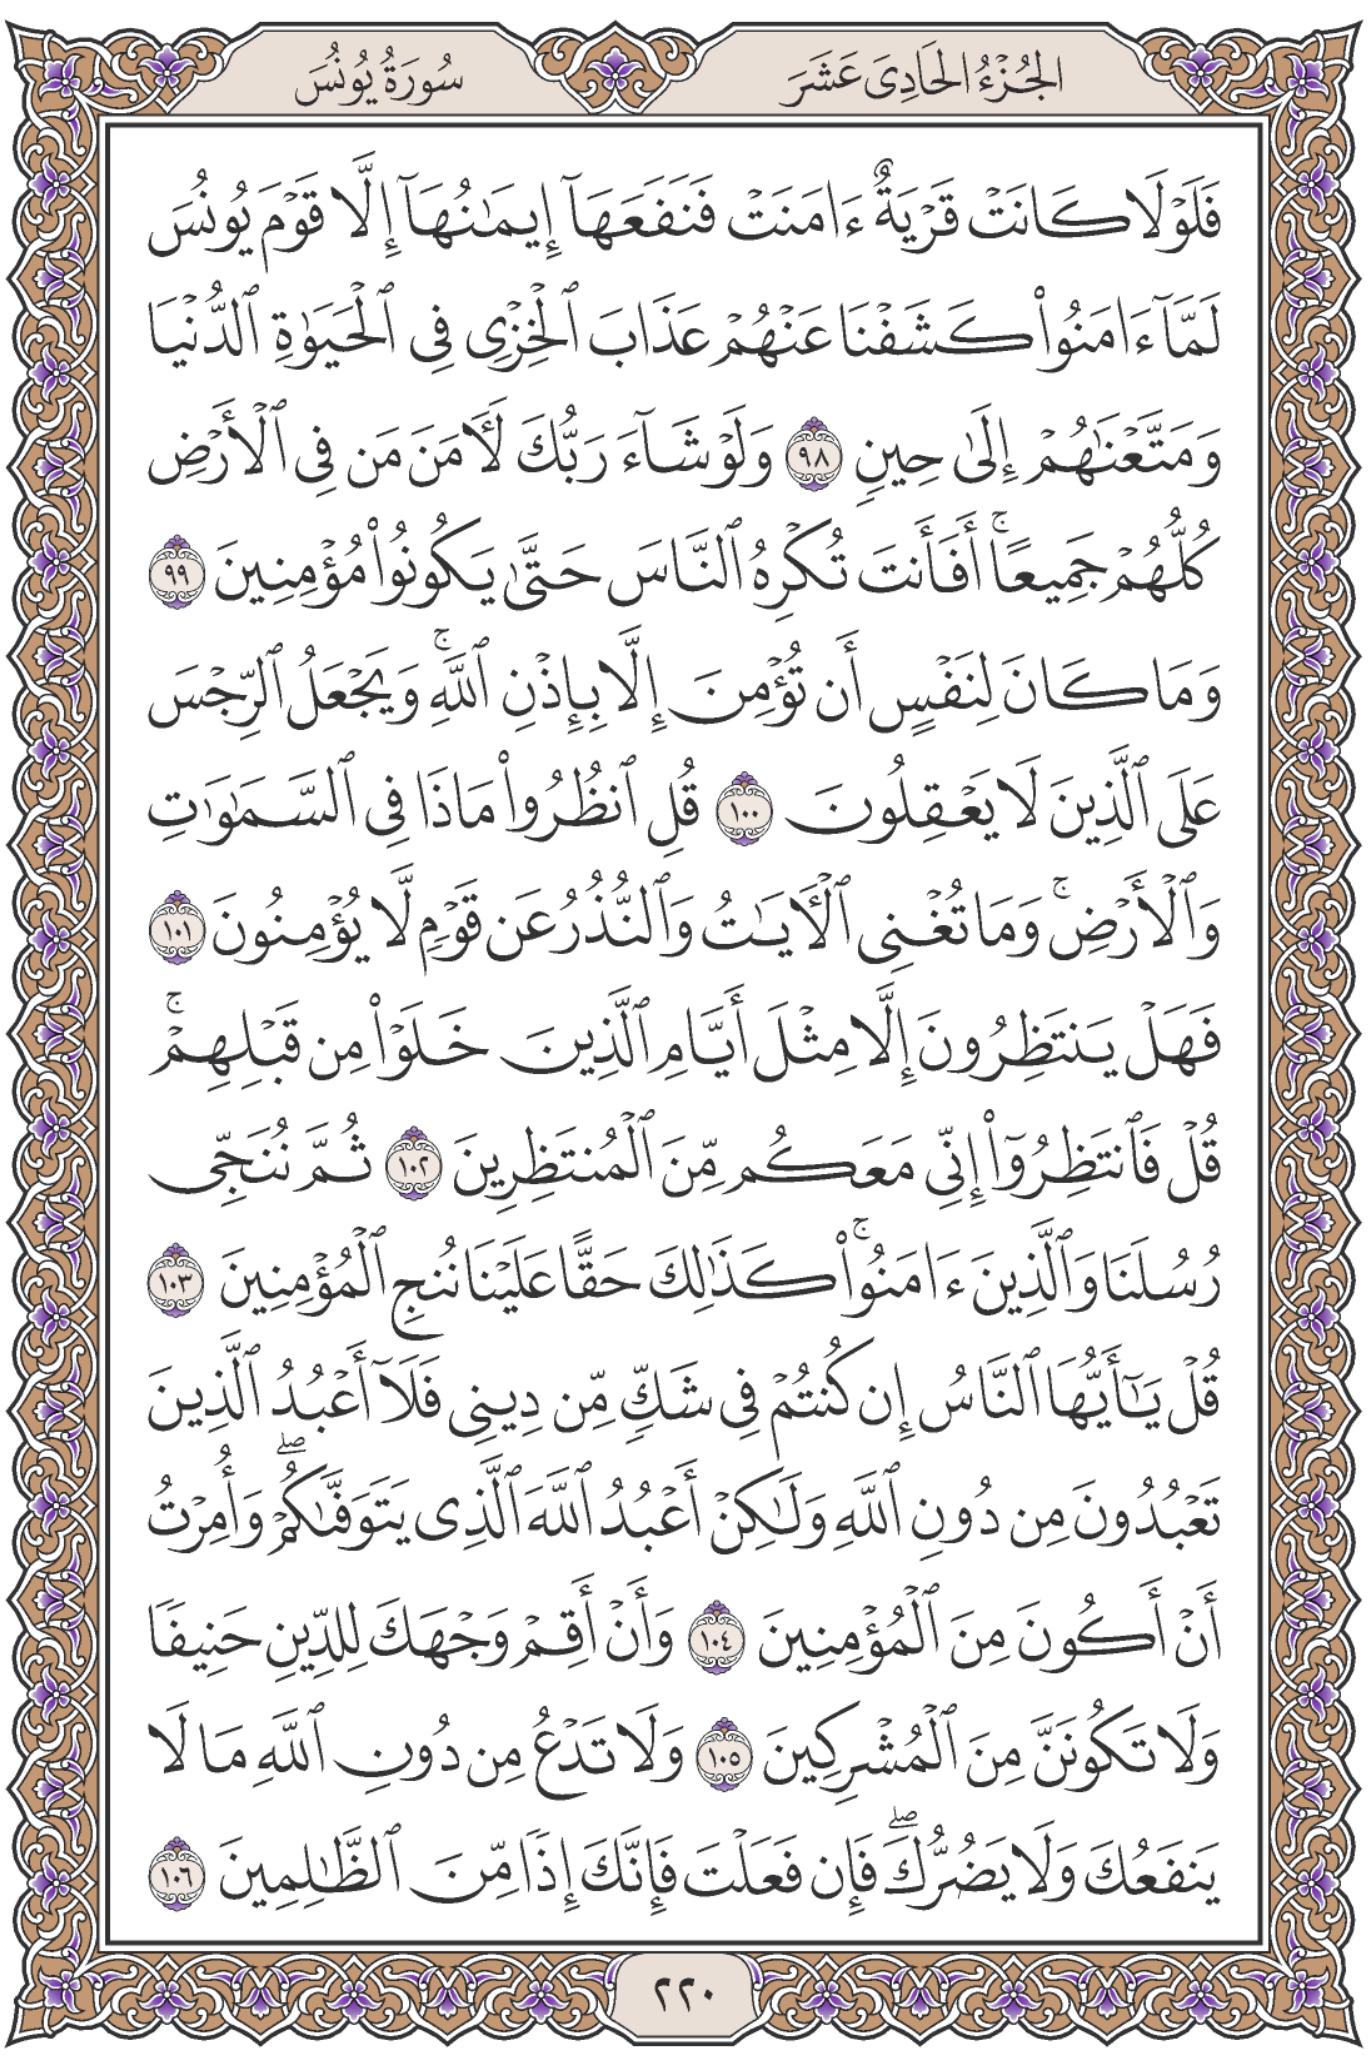 الجُزْءُ الحَادِىَ عَشَرَ
سُورَةُ يُونُسَ
فَلَوۡلَا كَانَتۡ قَرۡيَةٌ ءَامَنَتۡ فَنَفَعَهَآ إِيمَٰنُهَآ إِلَّا قَوۡمَ يُونُسَ
لَمَّآ ءَامَنُواْ كَشَفۡنَا عَنۡهُمۡ عَذَابَ ٱلۡخِزۡىِ فِى ٱلۡحَيَوٰةِ ٱلدُّنۡيَا
وَمَتَّعۡنَٰهُمۡ إِلَىٰ حِينٍ ٩٨ وَلَوۡ شَآءَ رَبُّكَ لَأٓمَنَ مَن فِى ٱلۡأَرۡضِ
كُلُّهُمۡ جَمِيعًاۚ أَفَأَنتَ تُكۡرِهُ ٱلنَّاسَ حَتَّىٰ يَكُونُواْ مُؤۡمِنِينَ ٩٩
وَمَا كَانَ لِنَفۡسٍ أَن تُؤۡمِنَ إِلَّا بِإِذۡنِ ٱللَّهِۚ وَيَجۡعَلُ ٱلرِّجۡسَ
عَلَى ٱلَّذِينَ لَا يَعۡقِلُونَ ١٠٠ قُلِ ٱنظُرُواْ مَاذَا فِى ٱلسَّمَٰوَٰتِ
وَٱلۡأَرۡضِۚ وَمَا تُغۡنِى ٱلۡأٓيَٰتُ وَٱلنُّذُرُ عَن قَوۡمٍ لَّا يُؤۡمِنُونَ ١٠١
فَهَلۡ يَنتَظِرُونَ إِلَّا مِثۡلَ أَيَّامِ ٱلَّذِينَ خَلَوۡاْ مِن قَبۡلِهِمۡۚ
قُلۡ فَٱنتَظِرُوٓاْ إِنِّى مَعَكُم مِّنَ ٱلۡمُنتَظِرِينَ ١٠٢ ثُمَّ نُنَجِّى
رُسُلَنَا وَٱلَّذِينَ ءَامَنُواْۚ كَذَٰلِكَ حَقًّا عَلَيۡنَا نُنجِ ٱلۡمُؤۡمِنِينَ ١٠٣
قُلۡ يَٰٓأَيُّهَا ٱلنَّاسُ إِن كُنتُمۡ فِى شَكٍّ مِّن دِينِى فَلَآ أَعۡبُدُ ٱلَّذِينَ
تَعۡبُدُونَ مِن دُونِ ٱللَّهِ وَلَٰكِنۡ أَعۡبُدُ ٱللَّهَ ٱلَّذِى يَتَوَفَّىٰكُمۡۖ وَأُمِرۡتُ
أَنۡ أَكُونَ مِنَ ٱلۡمُؤۡمِنِينَ ١٠٤ وَأَنۡ أَقِمۡ وَجۡهَكَ لِلدِّينِ حَنِيفًا
وَلَا تَكُونَنَّ مِنَ ٱلۡمُشۡرِكِينَ ١٠٥ وَلَا تَدۡعُ مِن دُونِ ٱللَّهِ مَا لَا
يَنفَعُكَ وَلَا يَضُرُّكَۖ فَإِن فَعَلۡتَ فَإِنَّكَ إِذًا مِّنَ ٱلظَّٰلِمِينَ ١٠٦
٢٢٠